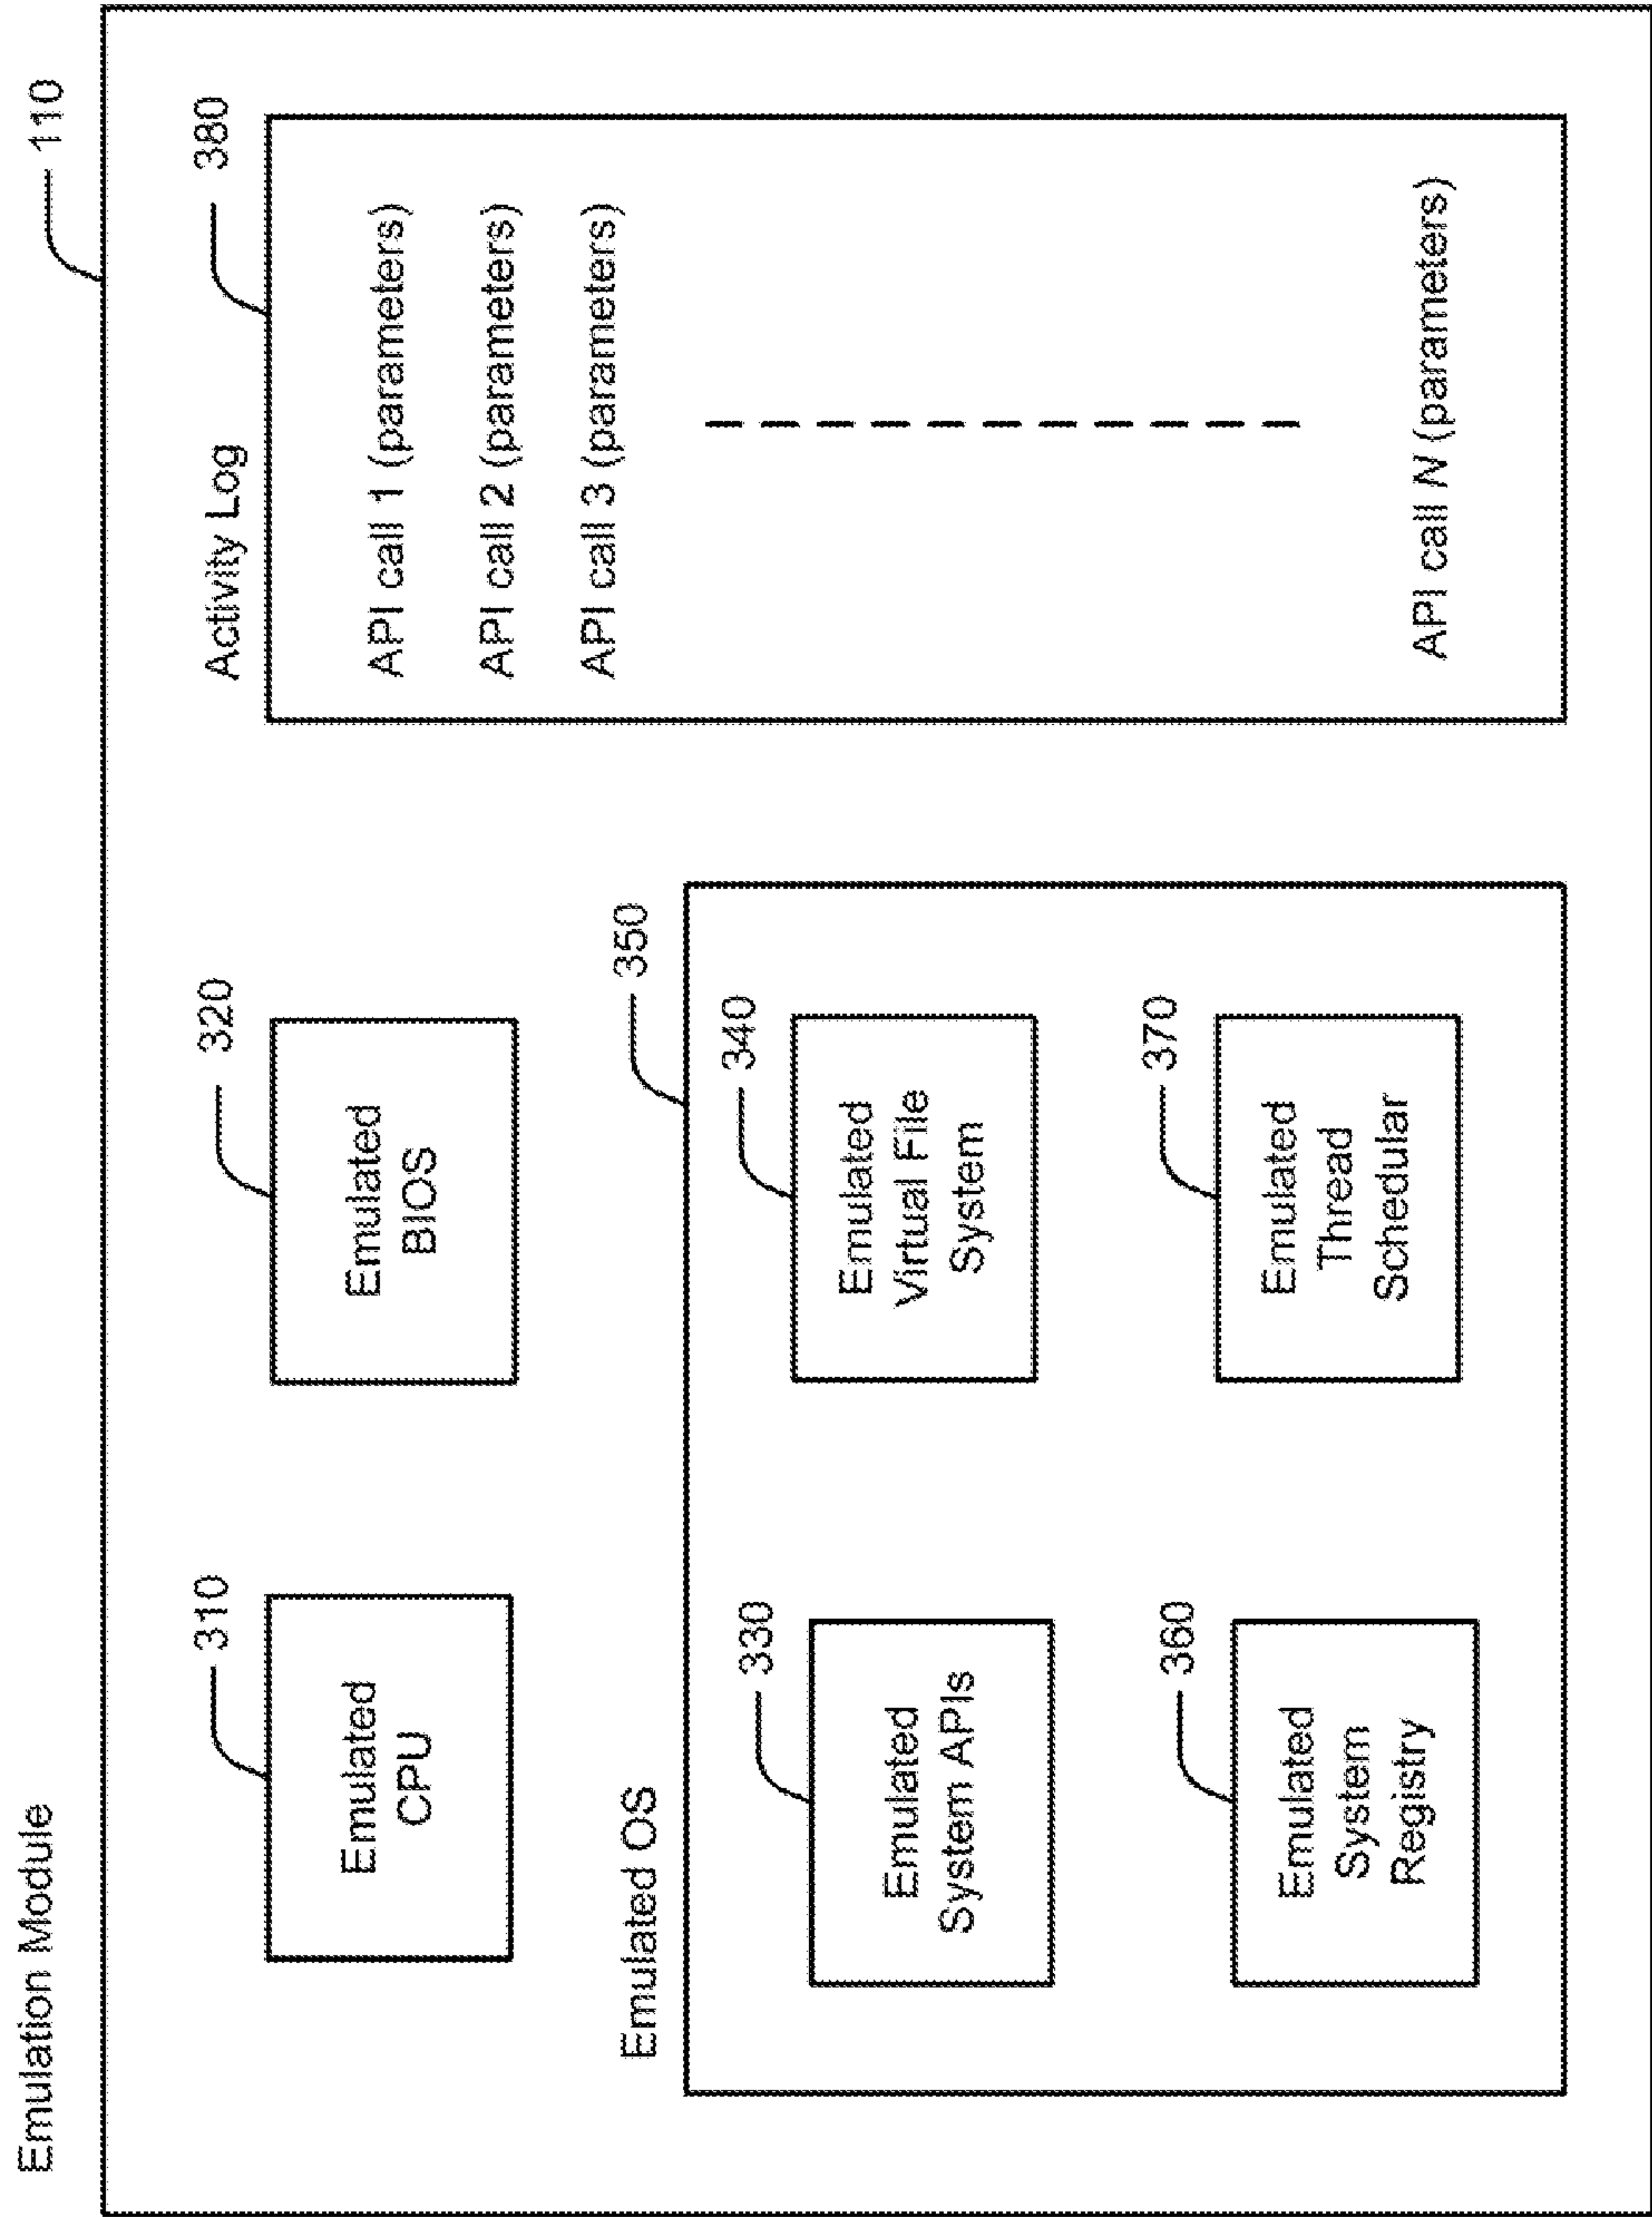 Emulation Module
110
310
Emulated
CPU
320
Emulated
BIOS
Emulated OS
350
330
Emulated
System APIs
340
Emulated
Virtual File
System
360
Emulated
System
Registry
370
Emulated
Thread
Schedular
Activity Log
380
API call 1 (parameters)
API call 2 (parameters)
API call 3 (parameters)
API call N (parameters)